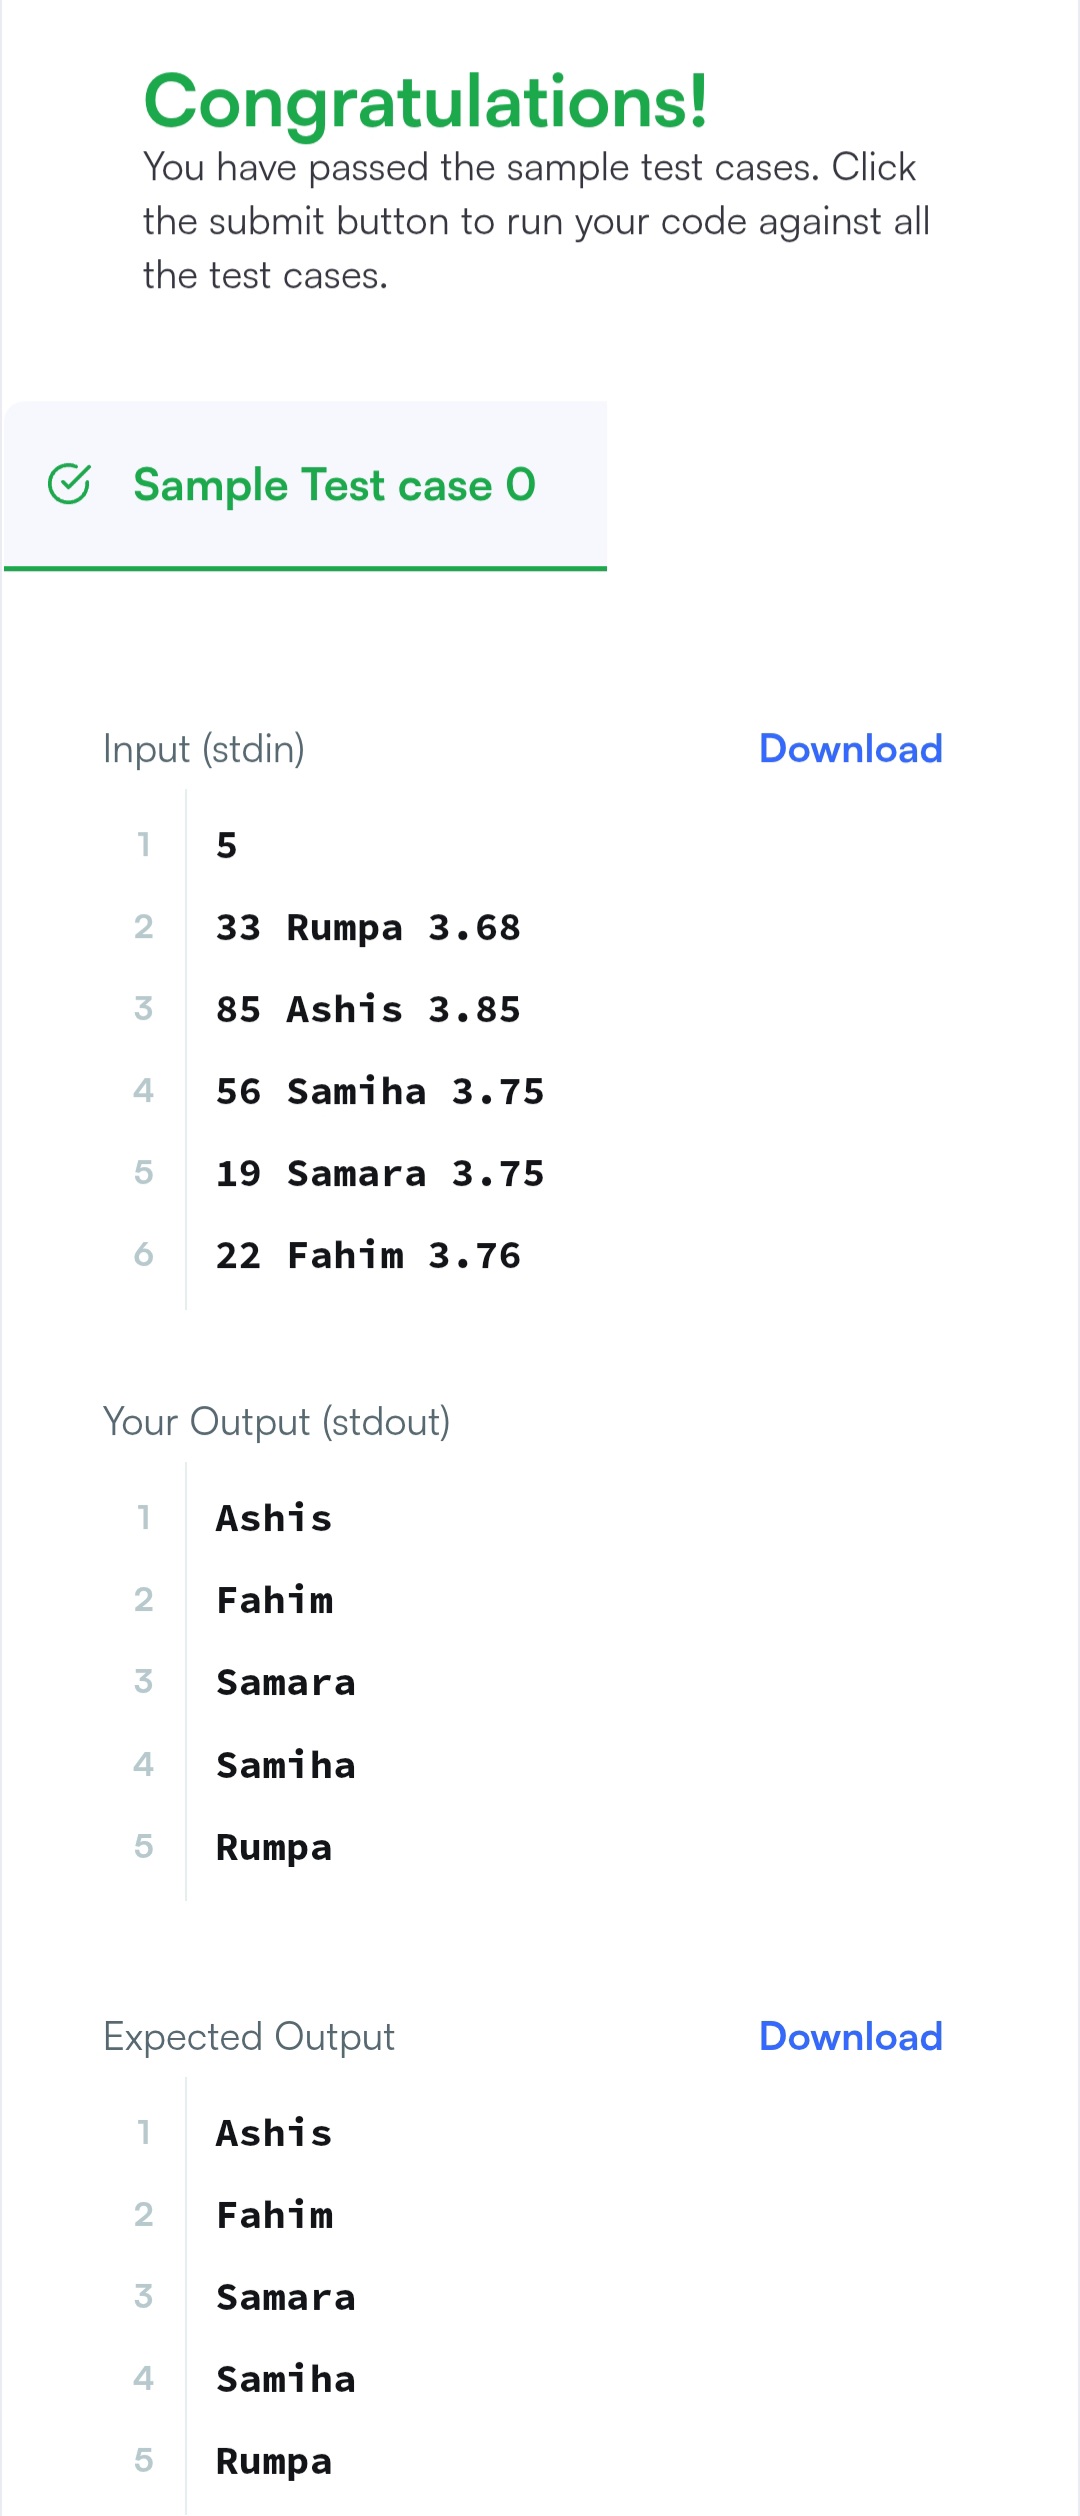 Congratulations!
You have passed the sample test cases. Click
the submit button to run your code against all
the test cases.
Sample Test case 0
Input (stdin) Download
1 5
2 33 Rumpa 3.68
3 85 Ashis 3.85
4 56 Samiha 3.75
5 19 Samara 3.75
6 22 Fahim 3.76
Your Output (stdout)
1 Ashis
2 Fahim
3 Samara
4 Samiha
5 Rumpa
Expected Output Download
1 Ashis
2 Fahim
3 Samara
4 Samiha
5 Rumpa